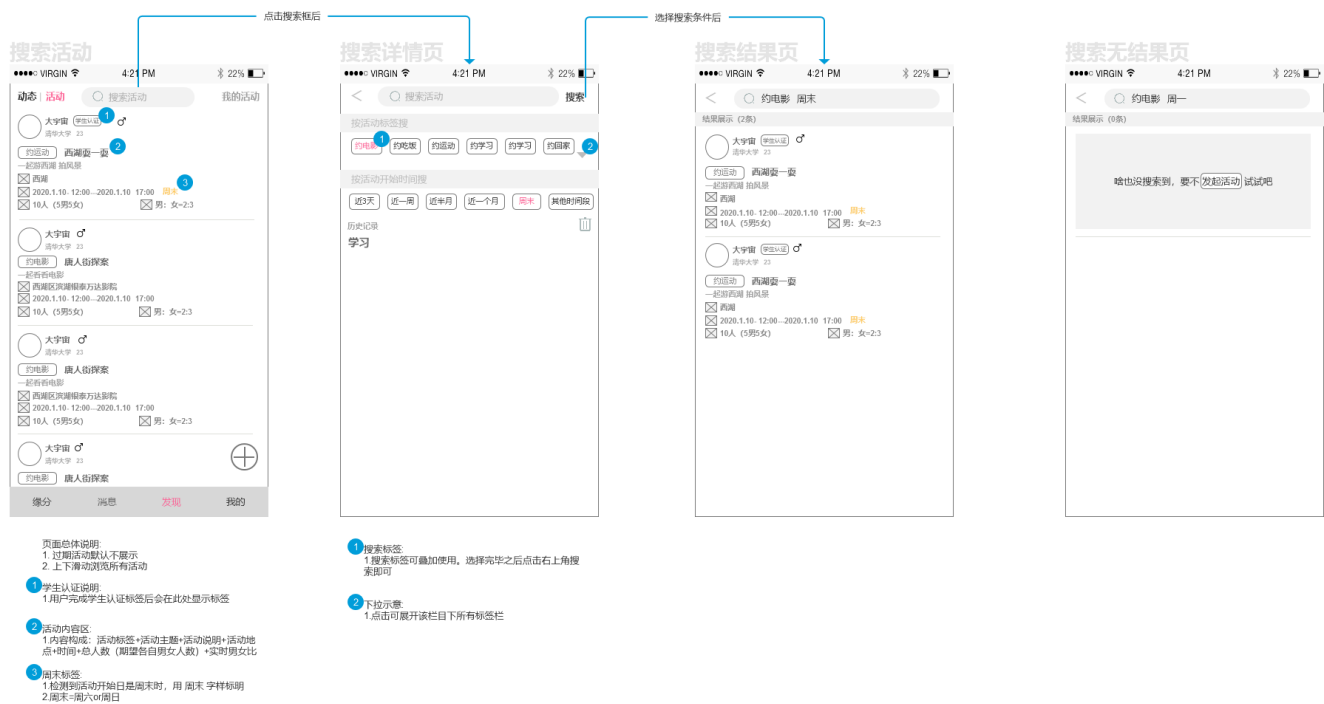 点击搜索框后
选择搜索条件后
搜索活动
VIRGIN 4:21 PM 22%
动态 | 活动 搜索活动 我的活动
大宇宙 学生认证 1
清华大学 23
约运动 西湖耍一耍 2
一起游西湖 拍风景
西湖
2020.1.10- 12:00---2020.1.10 17:00 周末 3
10人 (5男5女) 男: 女=2:3
大宇宙
清华大学 23
约电影 唐人街探案
一起看看电影
西湖区滨湖银泰万达影院
2020.1.10- 12:00---2020.1.10 17:00
10人 (5男5女) 男: 女=2:3
大宇宙
清华大学 23
约电影 唐人街探案
一起看看电影
西湖区滨湖银泰万达影院
2020.1.10- 12:00---2020.1.10 17:00
10人 (5男5女) 男: 女=2:3
大宇宙
清华大学 23
约电影 唐人街探案
缘分 消息 发现 我的
页面总体说明:
1. 过期活动默认不展示
2. 上下滑动浏览所有活动
1 学生认证说明:
1.用户完成学生认证标签后会在此处显示标签
2 活动内容区:
1.内容构成：活动标签+活动主题+活动说明+活动地
点+时间+总人数（期望各自男女人数）+实时男女比
3 周末标签:
1.检测到活动开始日是周末时，用 周末 字样标明
2.周末=周六or周日
搜索详情页
VIRGIN 4:21 PM 22%
搜索活动 搜索
按活动标签搜
约电影 1 约吃饭 约运动 约学习 约学习 约回家 2
按活动开始时间搜
近3天 近一周 近半月 近一个月 周末 其他时间段
历史记录
学习
1 搜索标签:
1.搜索标签可叠加使用。选择完毕之后点击右上角搜
索即可
2 下拉示意:
1.点击可展开该栏目下所有标签栏
搜索结果页
VIRGIN 4:21 PM 22%
约电影 周末
结果展示 (2条)
大宇宙 学生认证
清华大学 23
约运动 西湖耍一耍
一起游西湖 拍风景
西湖
2020.1.10- 12:00---2020.1.10 17:00 周末
10人 (5男5女) 男: 女=2:3
大宇宙 学生认证
清华大学 23
约运动 西湖耍一耍
一起游西湖 拍风景
西湖
2020.1.10- 12:00---2020.1.10 17:00 周末
10人 (5男5女) 男: 女=2:3
搜索无结果页
VIRGIN 4:21 PM 22%
约电影 周一
结果展示 (0条)
啥也没搜索到，要不 发起活动 试试吧